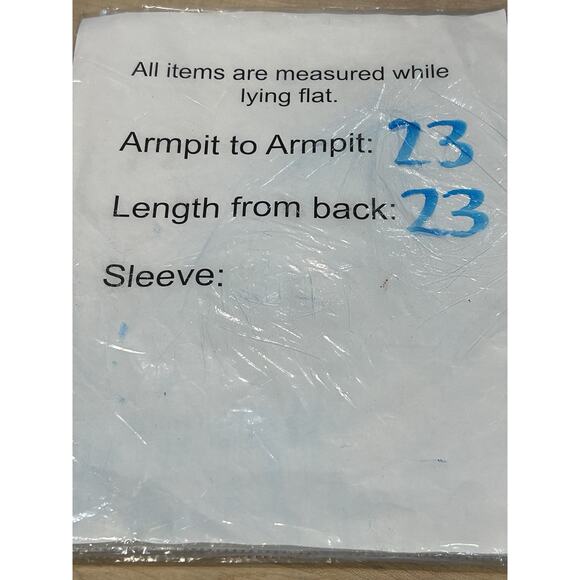 All items are measured while
lying flat.
Armpit to Armpit: 23
Length from back: 23
Sleeve: